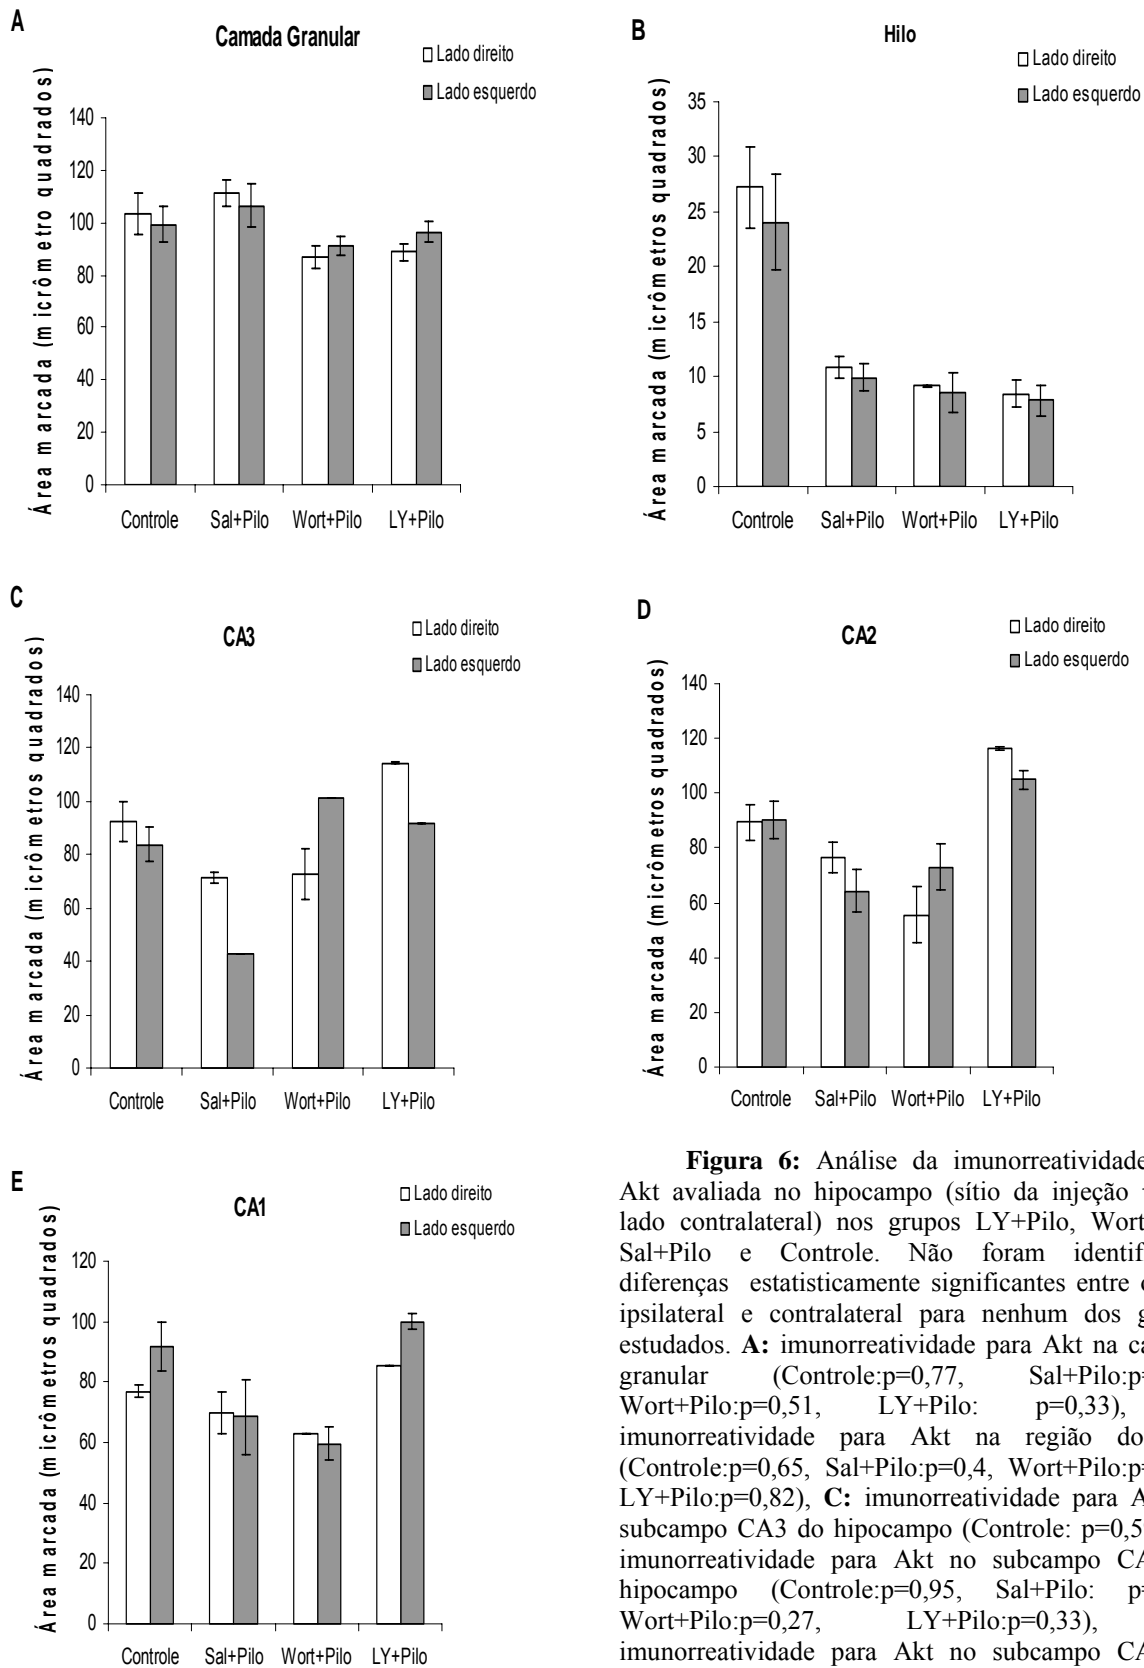 A
Camada Granular
Lado direito
Lado esquerdo
Área marcada (micrômetro quadrados)
140
120
100
80
60
40
20
0
Controle Sal+Pilo Wort+Pilo LY+Pilo
B
Hilo
Lado direito
Lado esquerdo
Área marcada (micrômetros quadrados)
35
30
25
20
15
10
5
0
Controle Sal+Pilo Wort+Pilo LY+Pilo
C
CA3
Lado direito
Lado esquerdo
Área marcada (micrômetros quadrados)
140
120
100
80
60
40
20
0
Controle Sal+Pilo Wort+Pilo LY+Pilo
D
CA2
Lado direito
Lado esquerdo
Área marcada (micrômetros quadrados)
140
120
100
80
60
40
20
0
Controle Sal+Pilo Wort+Pilo LY+Pilo
E
CA1
Lado direito
Lado esquerdo
Área marcada (micrômetros quadrados)
120
100
80
60
40
20
0
Controle Sal+Pilo Wort+Pilo LY+Pilo
Figura 6: Análise da imunorreatividade
Akt avaliada no hipocampo (sítio da injeção
lado contralateral) nos grupos LY+Pilo, Wort
Sal+Pilo e Controle. Não foram identif
diferenças estatisticamente significantes entre
ipsilateral e contralateral para nenhum dos
estudados. A: imunorreatividade para Akt na ca
granular (Controle:p=0,77, Sal+Pilo:p=
Wort+Pilo:p=0,51, LY+Pilo: p=0,33),
imunorreatividade para Akt na região do
(Controle:p=0,65, Sal+Pilo:p=0,4, Wort+Pilo:p=
LY+Pilo:p=0,82), C: imunorreatividade para A
subcampo CA3 do hipocampo (Controle: p=0,5
imunorreatividade para Akt no subcampo CA
hipocampo (Controle:p=0,95, Sal+Pilo: p=
Wort+Pilo:p=0,27, LY+Pilo:p=0,33),
imunorreatividade para Akt no subcampo CA